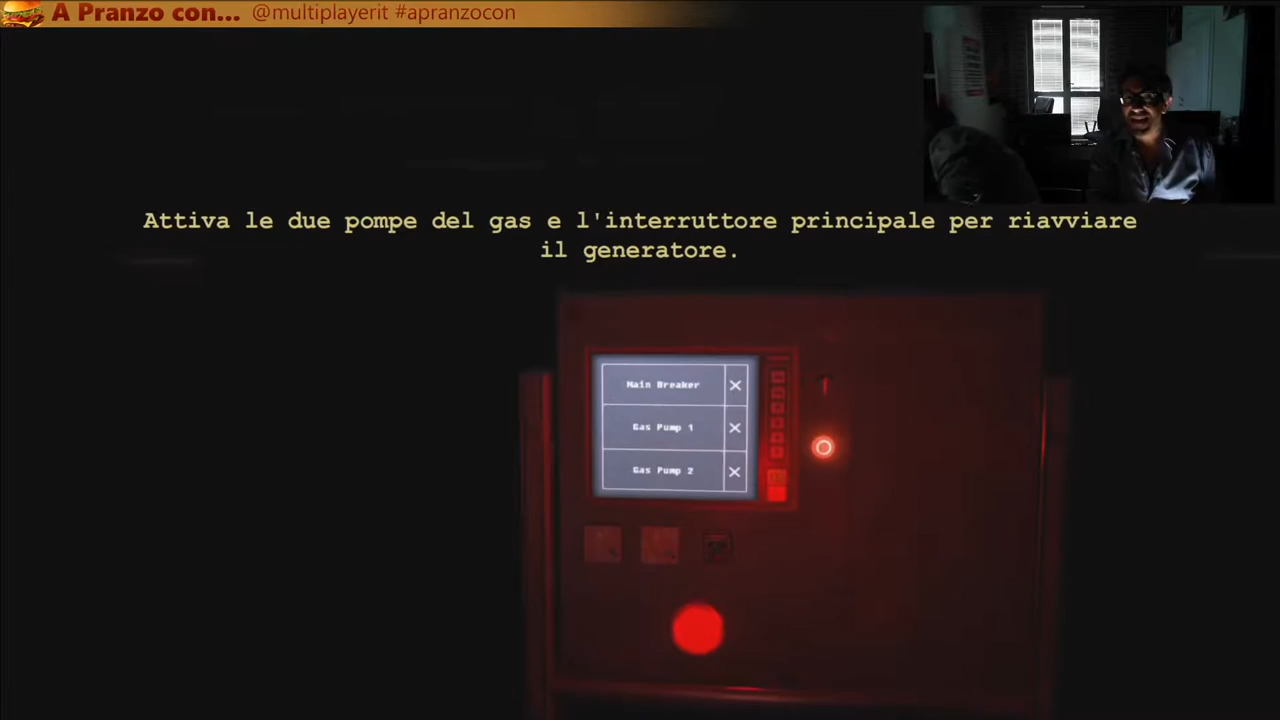 A Pranzo con... @multiplayerit #apranzocon
Attiva le due pompe del gas e l'interruttore principale per riavviare
il generatore.
Main Breaker
Gas Pump 1
Gas Pump 2